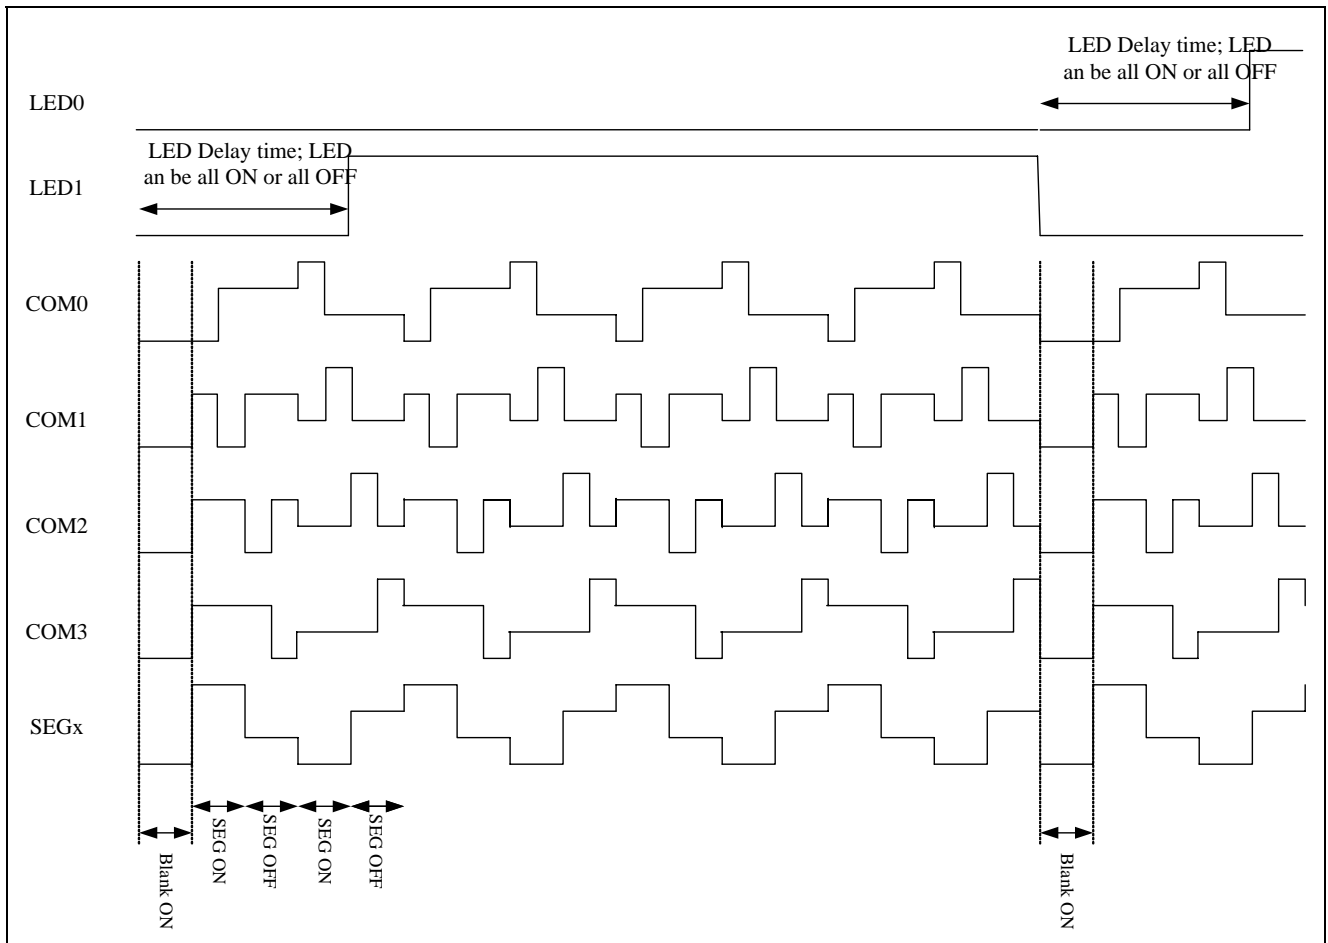 LED Delay time; LED
an be all ON or all OFF
LED0
LED Delay time; LED
an be all ON or all OFF
LED1
COM0
COM1
COM2
COM3
SEGx
Blank ON
SEG ON
SEG OFF
SEG ON
SEG OFF
Blank ON